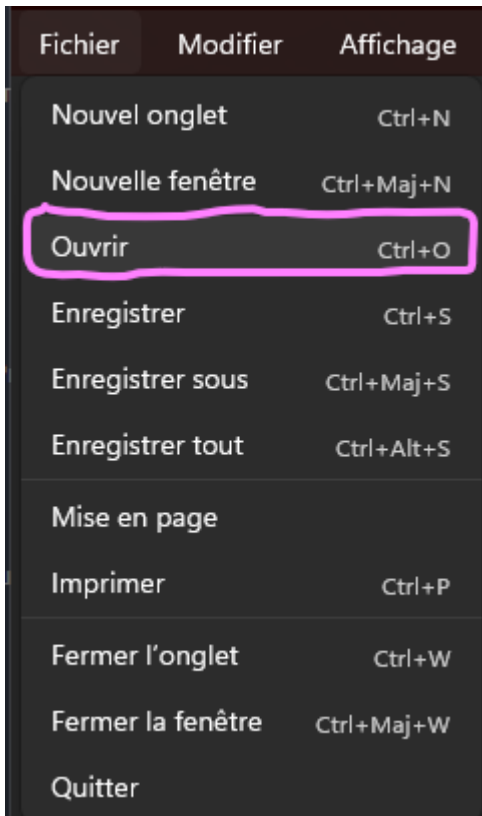 Fichier Modifier Affichage
Nouvel onglet Ctrl+N
Nouvelle fenêtre Ctrl+Maj+N
Ouvrir Ctrl+O
Enregistrer Ctrl+S
Enregistrer sous Ctrl+Maj+S
Enregistrer tout Ctrl+Alt+S
Mise en page
Imprimer Ctrl+P
Fermer l'onglet Ctrl+W
Fermer la fenêtre Ctrl+Maj+W
Quitter